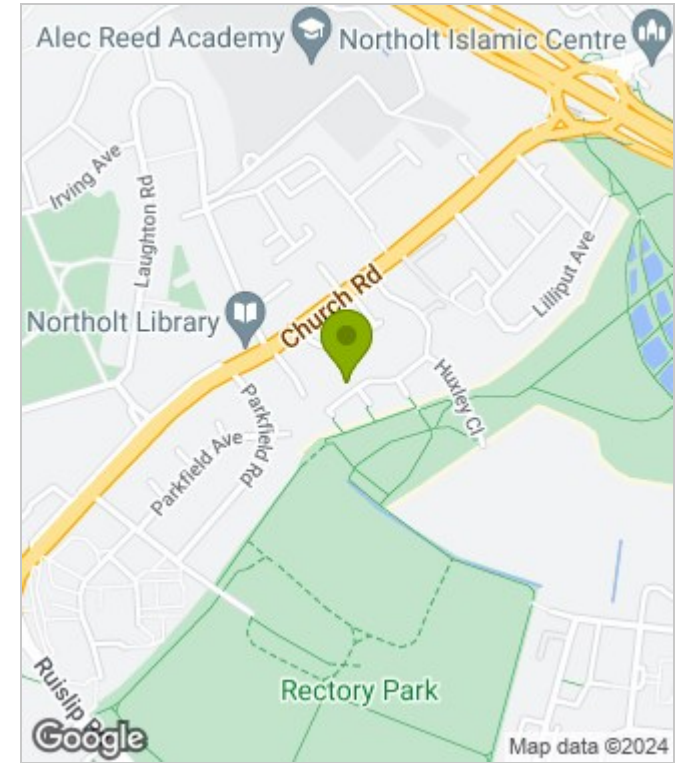 Alec Reed Academy
Northolt Islamic Centre
Irving Ave
Laughton Rd
Lilliput Ave
Northolt Library
Church Rd
Huxley Cl
Parkfield Rd
Parkfield Ave
Rectory Park
Ruislip
Google
Map data ©2024